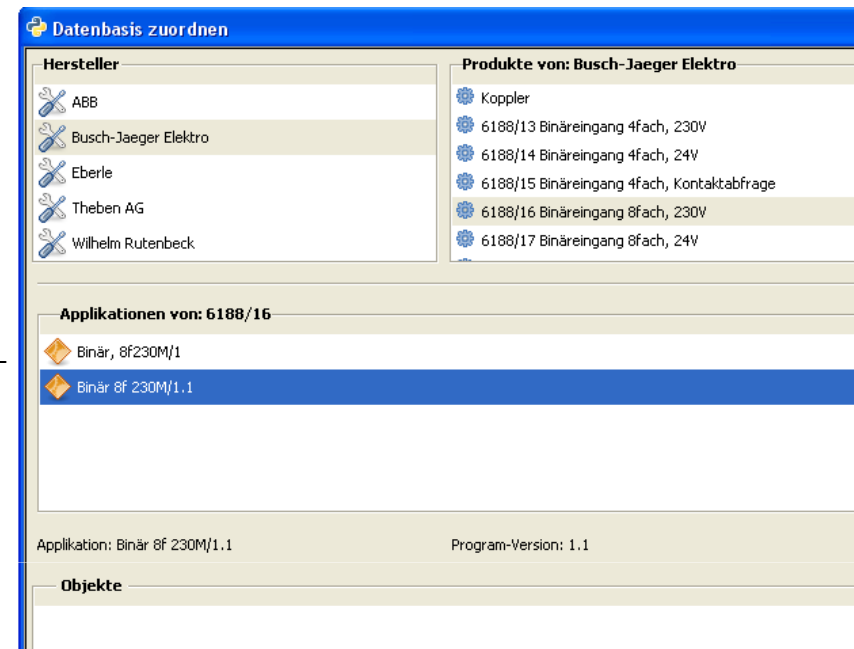 Datenbasis zuordnen
Hersteller
ABB
Busch-Jaeger Elektro
Eberle
Theben AG
Wilhelm Rutenbeck
Produkte von: Busch-Jaeger Elektro
Koppler
6188/13 Binäreingang 4fach, 230V
6188/14 Binäreingang 4fach, 24V
6188/15 Binäreingang 4fach, Kontaktabfrage
6188/16 Binäreingang 8fach, 230V
6188/17 Binäreingang 8fach, 24V
Applikationen von: 6188/16
Binär, 8f230M/1
Binär 8f 230M/1.1
Applikation: Binär 8f 230M/1.1
Program-Version: 1.1
Objekte